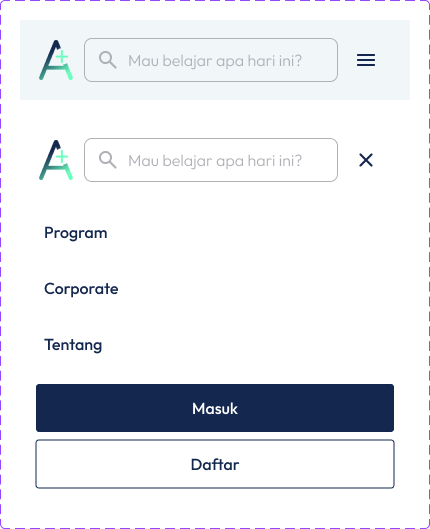 Mau belajar apa hari ini?
Mau belajar apa hari ini?
Program
Corporate
Tentang
Masuk
Daftar